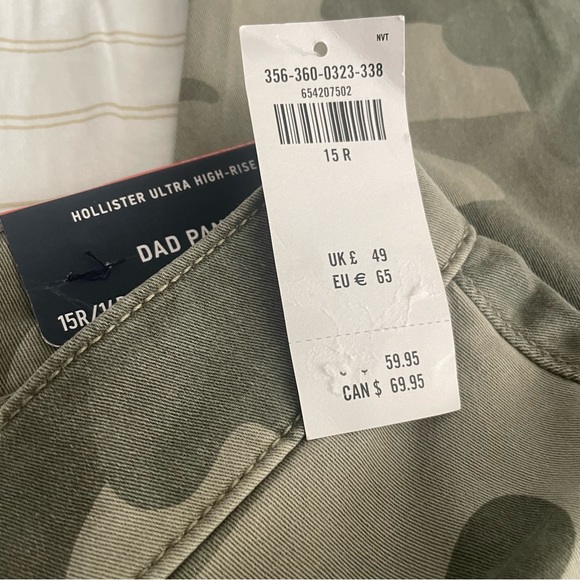 NVT
356-360-0323-338
654207502
15 R
UK £ 49
EU € 65
59.95
CAN $ 69.95
HOLLISTER ULTRA HIGH-RISE
DAD
15R/